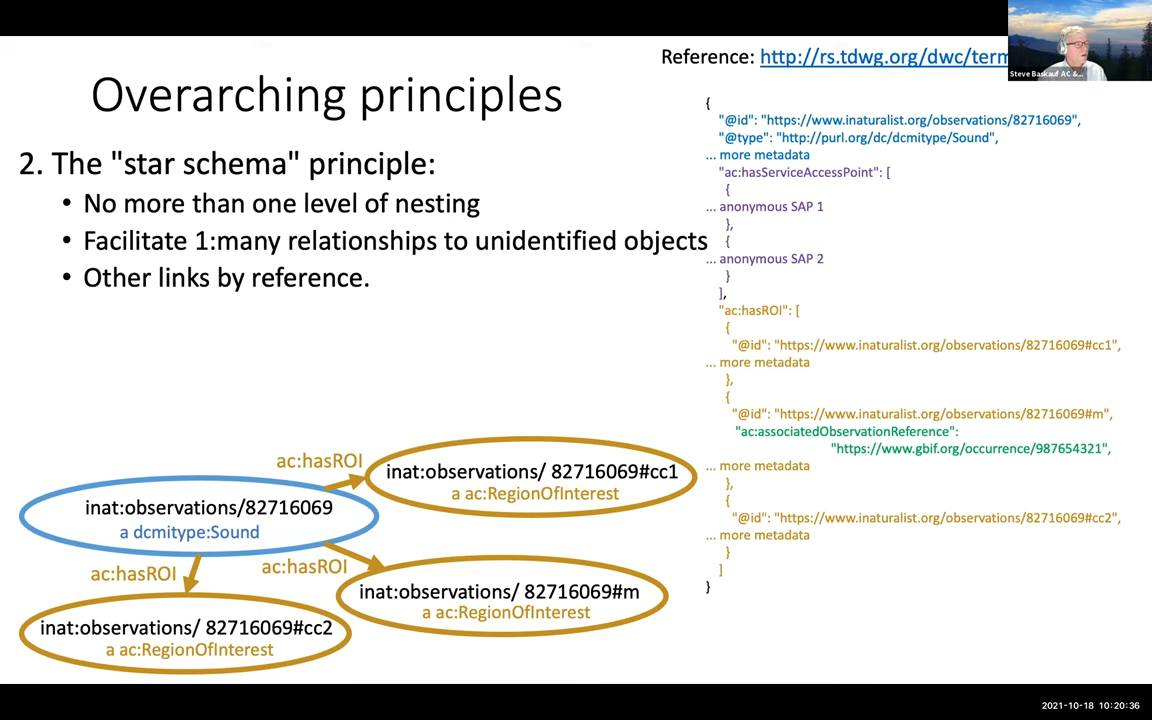 Reference: http://rs.tdwg.org/dwc/term
Steve Baskauf AC &...
Overarching principles
2. The "star schema" principle:
• No more than one level of nesting
• Facilitate 1:many relationships to unidentified objects
• Other links by reference.
{
"@id": "https://www.inaturalist.org/observations/82716069",
"@type": "http://purl.org/dc/dcmitype/Sound",
... more metadata
"ac:hasServiceAccessPoint": [
{
... anonymous SAP 1
},
{
... anonymous SAP 2
}
],
"ac:hasROI": [
{
"@id": "https://www.inaturalist.org/observations/82716069#cc1",
... more metadata
},
{
"@id": "https://www.inaturalist.org/observations/82716069#m",
"ac:associatedObservationReference":
"https://www.gbif.org/occurrence/987654321",
... more metadata
},
{
"@id": "https://www.inaturalist.org/observations/82716069#cc2",
... more metadata
}
]
}
ac:hasROI
inat:observations/ 82716069#cc1
a ac:RegionOfInterest
inat:observations/82716069
a dcmitype:Sound
ac:hasROI
ac:hasROI
inat:observations/ 82716069#m
a ac:RegionOfInterest
inat:observations/ 82716069#cc2
a ac:RegionOfInterest
2021-10-18 10:20:36